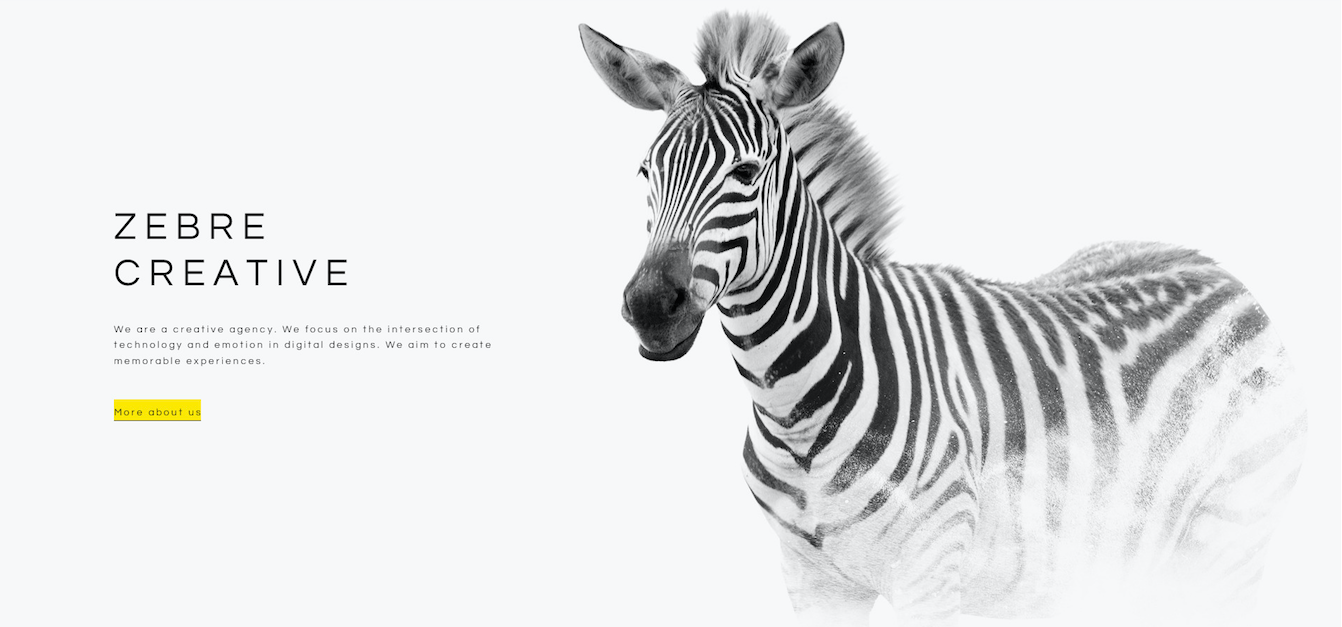 ZEBRE
CREATIVE
We are a creative agency. We focus on the intersection of
technology and emotion in digital designs. We aim to create
memorable experiences.
More about us